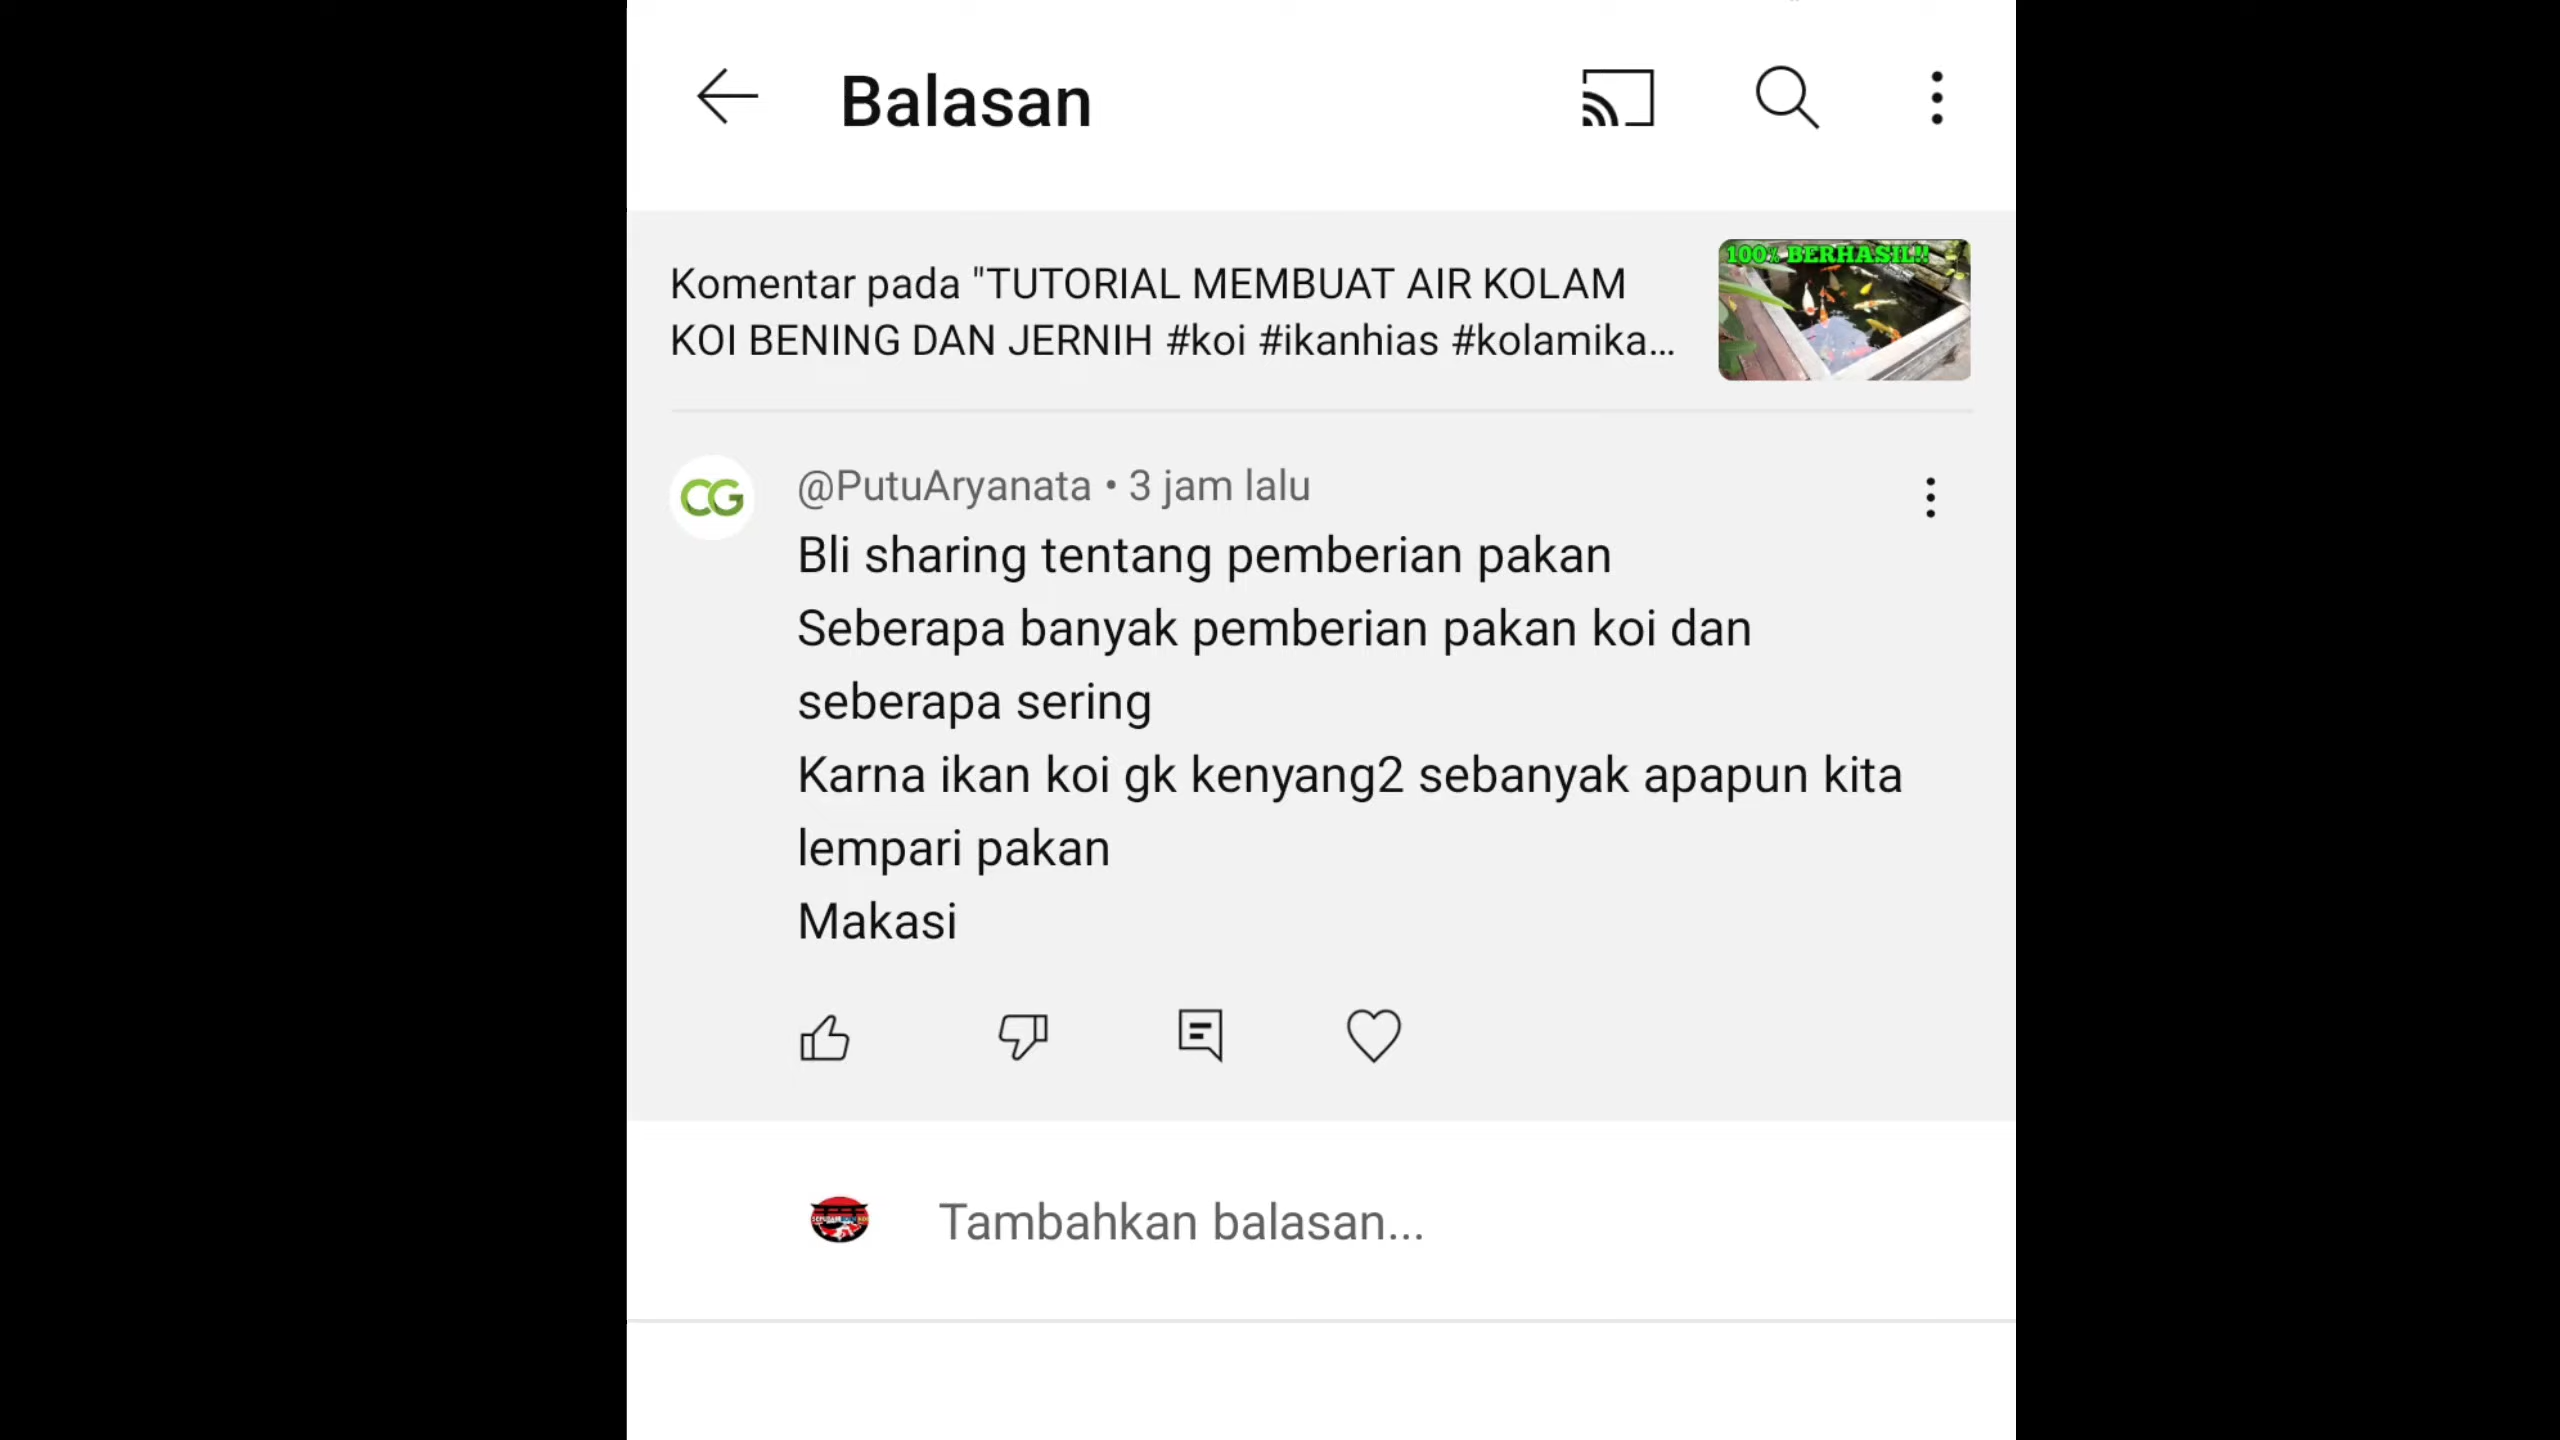 Balasan
Komentar pada "TUTORIAL MEMBUAT AIR KOLAM
KOI BENING DAN JERNIH #koi #ikanhias #kolamika...
100% BERHASIL!!
CG
@PutuAryanata • 3 jam lalu
Bli sharing tentang pemberian pakan
Seberapa banyak pemberian pakan koi dan
seberapa sering
Karna ikan koi gk kenyang2 sebanyak apapun kita
lempari pakan
Makasi
Tambahkan balasan...